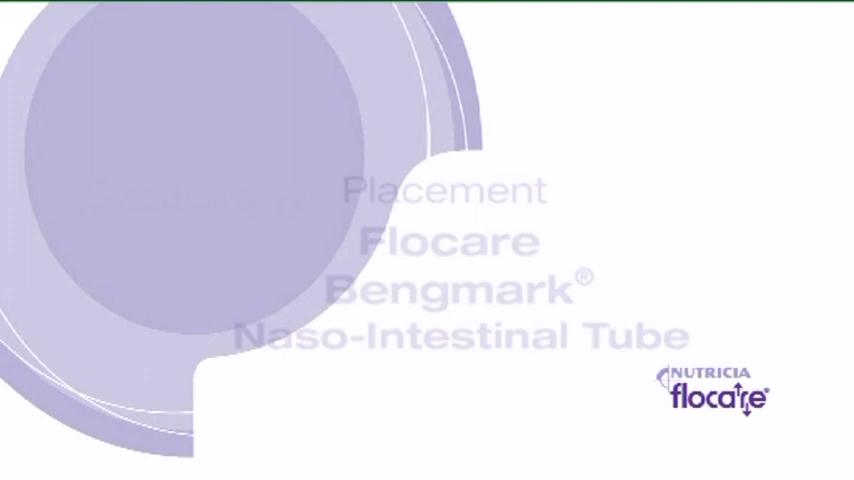 Placement
Flocare
Bengmark®
Naso-Intestinal Tube
NUTRICIA
flocare®